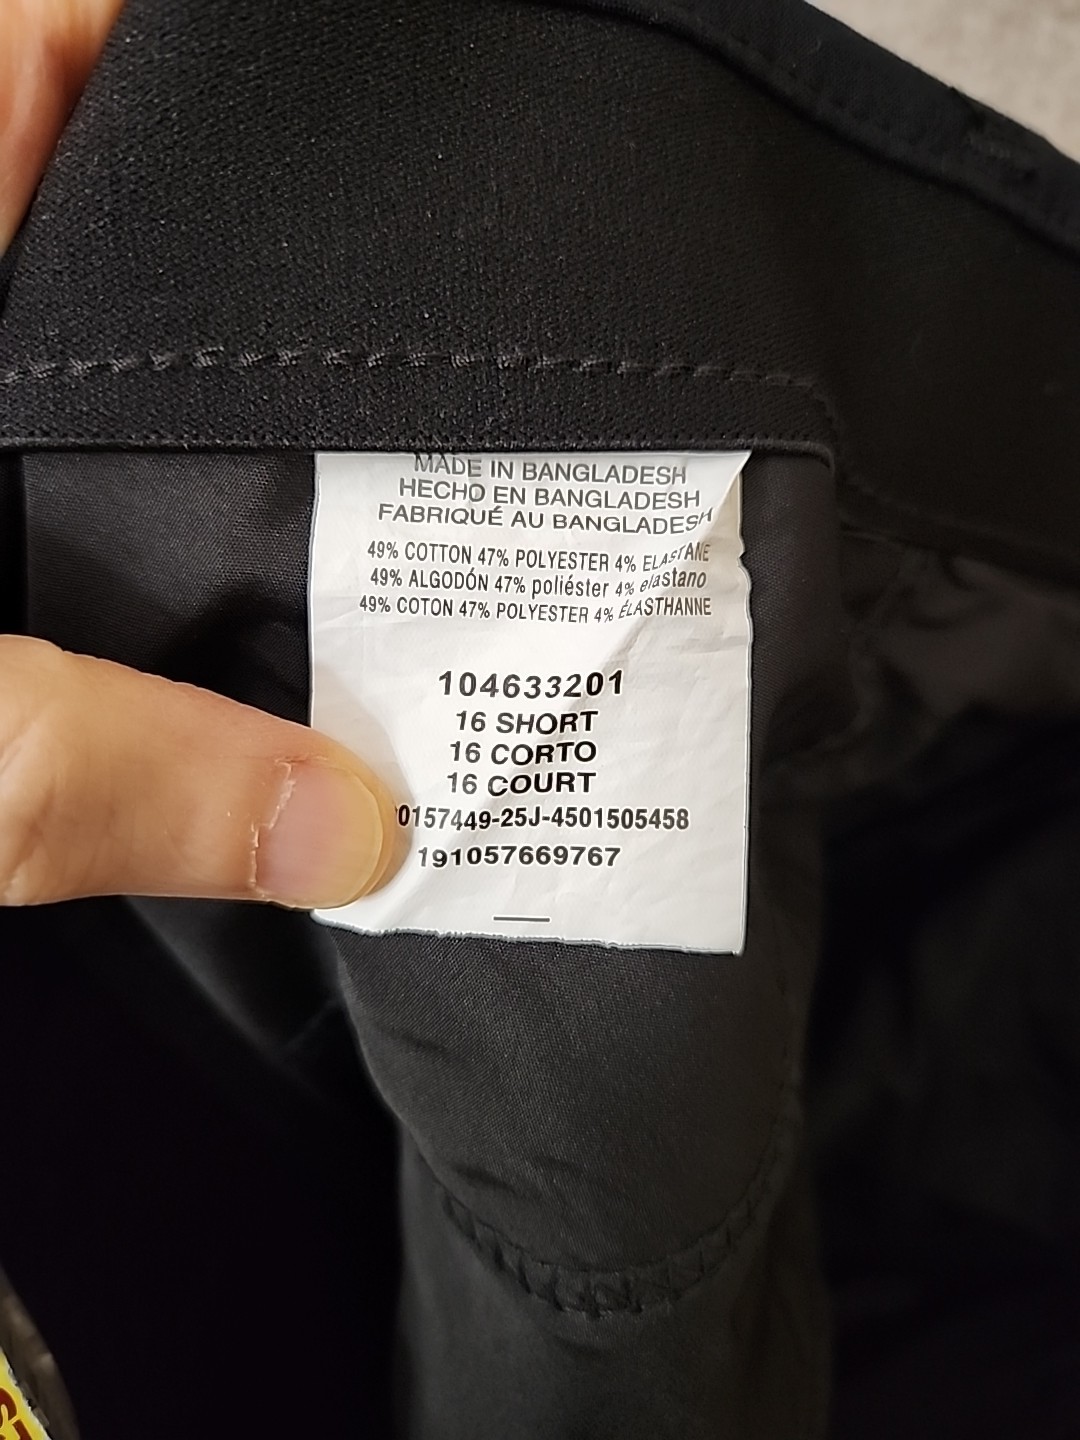 MADE IN BANGLADESH
HECHO EN BANGLADESH
FABRIQUÉ AU BANGLADESH
49% COTTON 47% POLYESTER 4% ELASTANE
49% ALGODÓN 47% poliéster 4% elastano
49% COTON 47% POLYESTER 4% ÉLASTHANNE
104633201
16 SHORT
16 CORTO
16 COURT
0157449-25J-4501505458
191057669767